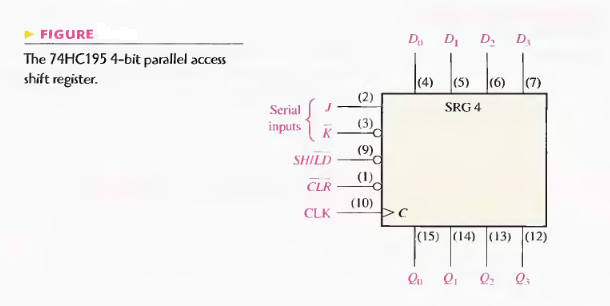 ► FIGURE
The 74HC195 4-bit parallel access
shift register.
D₀ D₁ D₂ D₃
(4) (5) (6) (7)
SRG 4
Serial
inputs
J (2)
K̅ (3)
SH/L̅D̅ (9)
C̅L̅R̅ (1)
CLK (10) C
(15) (14) (13) (12)
Q₀ Q₁ Q₂ Q₃